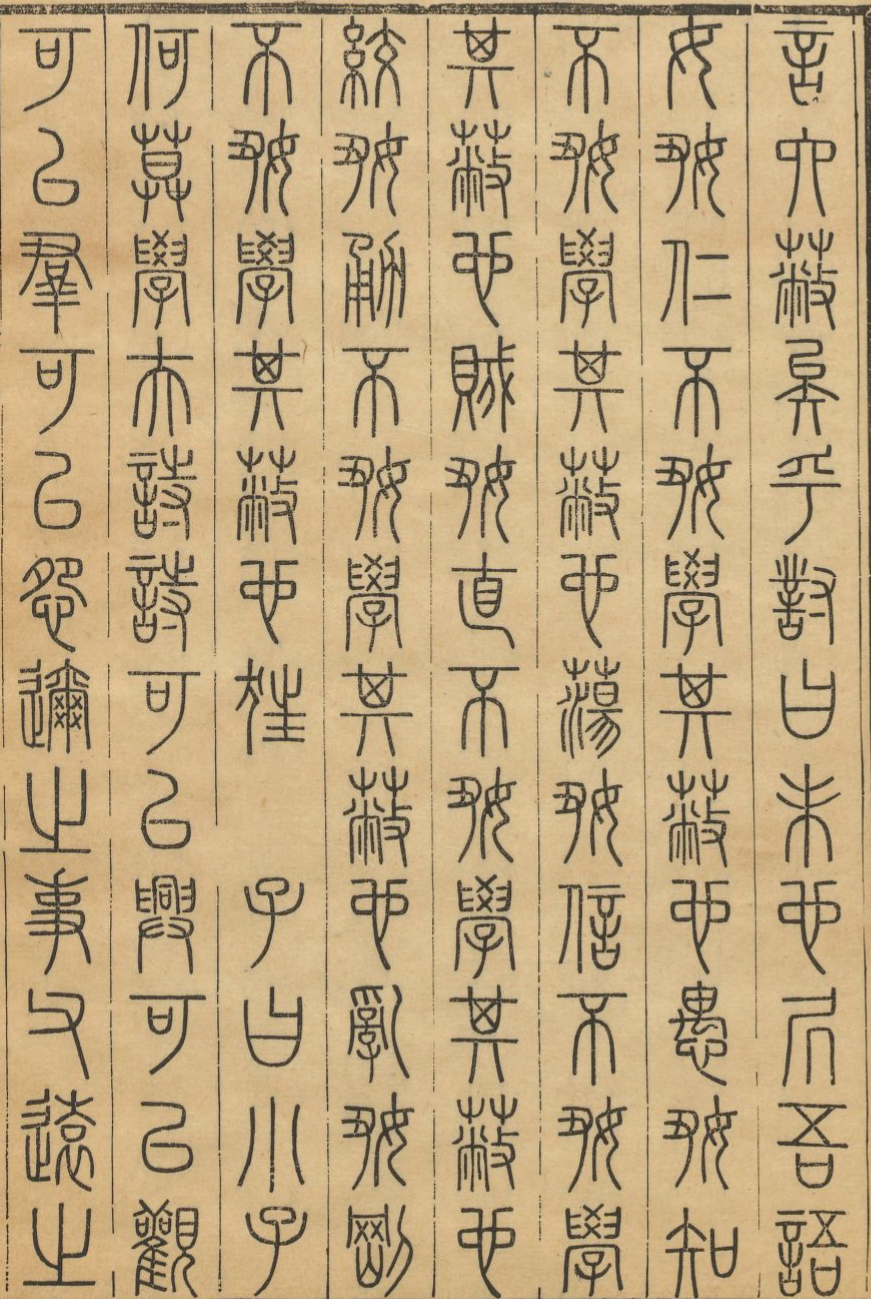 言六蔽矣乎對曰未也居吾語
女好仁不好學其蔽也愚好知
不好學其蔽也蕩好信不好學
其蔽也賊好直不好學其蔽也
絞好勇不好學其蔽也亂好剛
不好學其蔽也狂　子曰小子
何莫學夫詩詩可以興可以觀
可以羣可以怨邇之事父遠之